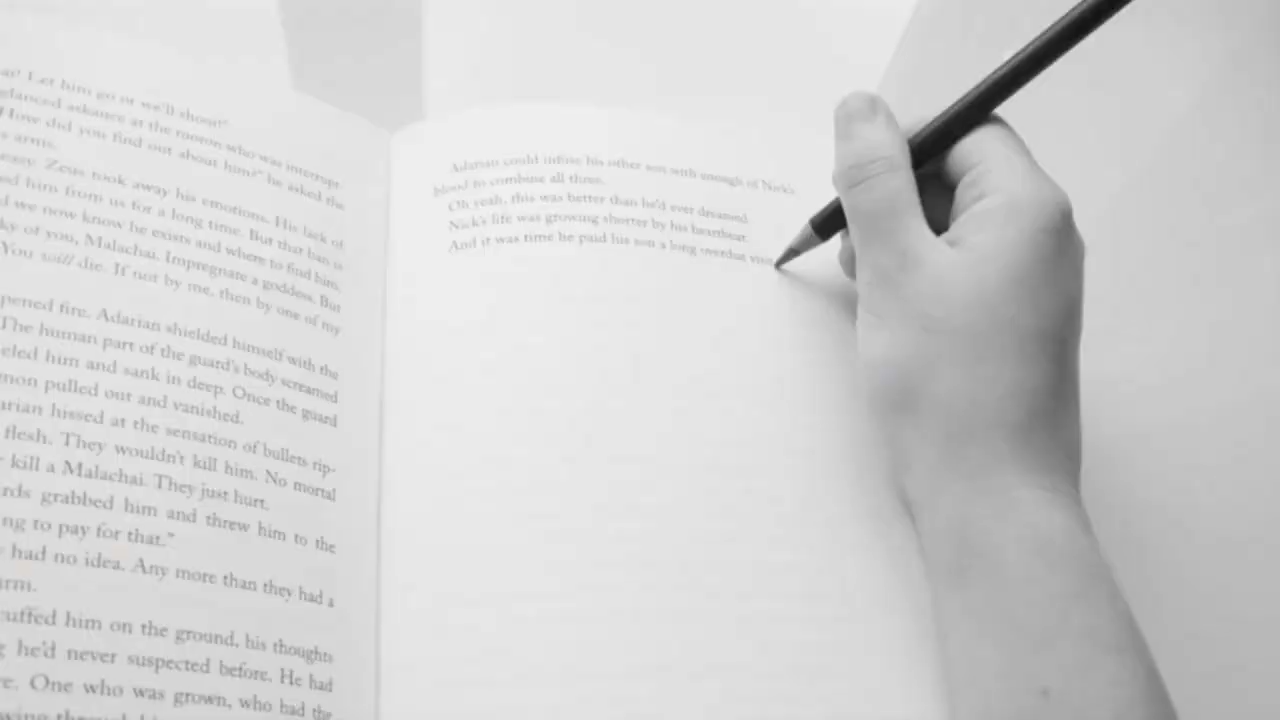 Let him go or we'll shoot!"
glanced askance at the moron who was interrupt-
How did you find out about him?" he asked the
arms.
easy. Zeus took away his emotions. His lack of
him from us for a long time. But that ban is
we now know he exists and where to find him.
of you, Malachai. Impregnate a goddess. But
You will die. If not by me, then by one of my
pened fire. Adarian shielded himself with the
The human part of the guard's body screamed
eled him and sank in deep. Once the guard
mon pulled out and vanished.
arian hissed at the sensation of bullets rip-
flesh. They wouldn't kill him. No mortal
kill a Malachai. They just hurt.
rds grabbed him and threw him to the
ng to pay for that."
had no idea. Any more than they had a
arm.
cuffed him on the ground, his thoughts
g he'd never suspected before. He had
e. One who was grown, who had the
Adarian could infuse his other son with enough of Nick's
blood to combine all three.
Oh yeah, this was better than he'd ever dreamed.
Nick's life was growing shorter by his heartbeat.
And it was time he paid his son a long overdue visit